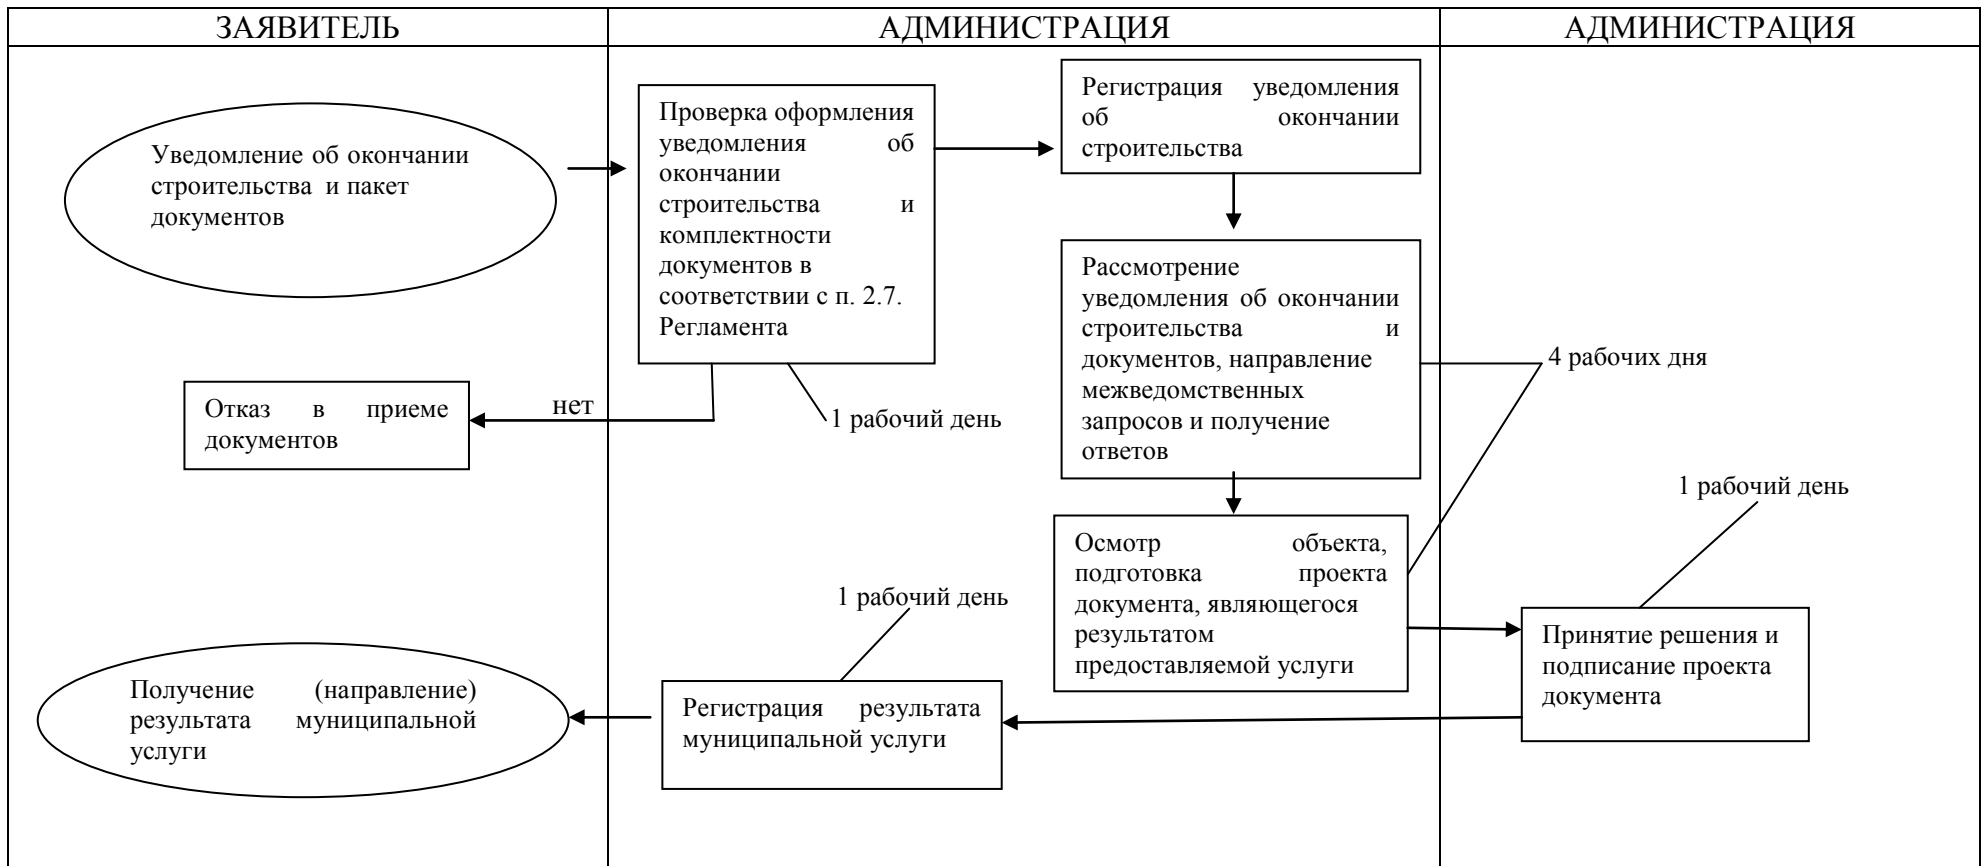 ЗАЯВИТЕЛЬ
АДМИНИСТРАЦИЯ
АДМИНИСТРАЦИЯ
Уведомление об окончании
строительства и пакет
документов
Проверка оформления
уведомления об
окончании
строительства и
комплектности
документов в
соответствии с п. 2.7.
Регламента
Регистрация уведомления
об окончании
строительства
Рассмотрение
уведомления об окончании
строительства и
документов, направление
межведомственных
запросов и получение
ответов
4 рабочих дня
Отказ в приеме
документов
нет
1 рабочий день
1 рабочий день
Осмотр объекта,
подготовка проекта
документа, являющегося
результатом
предоставляемой услуги
1 рабочий день
Принятие решения и
подписание проекта
документа
Получение (направление)
результата муниципальной
услуги
Регистрация результата
муниципальной услуги